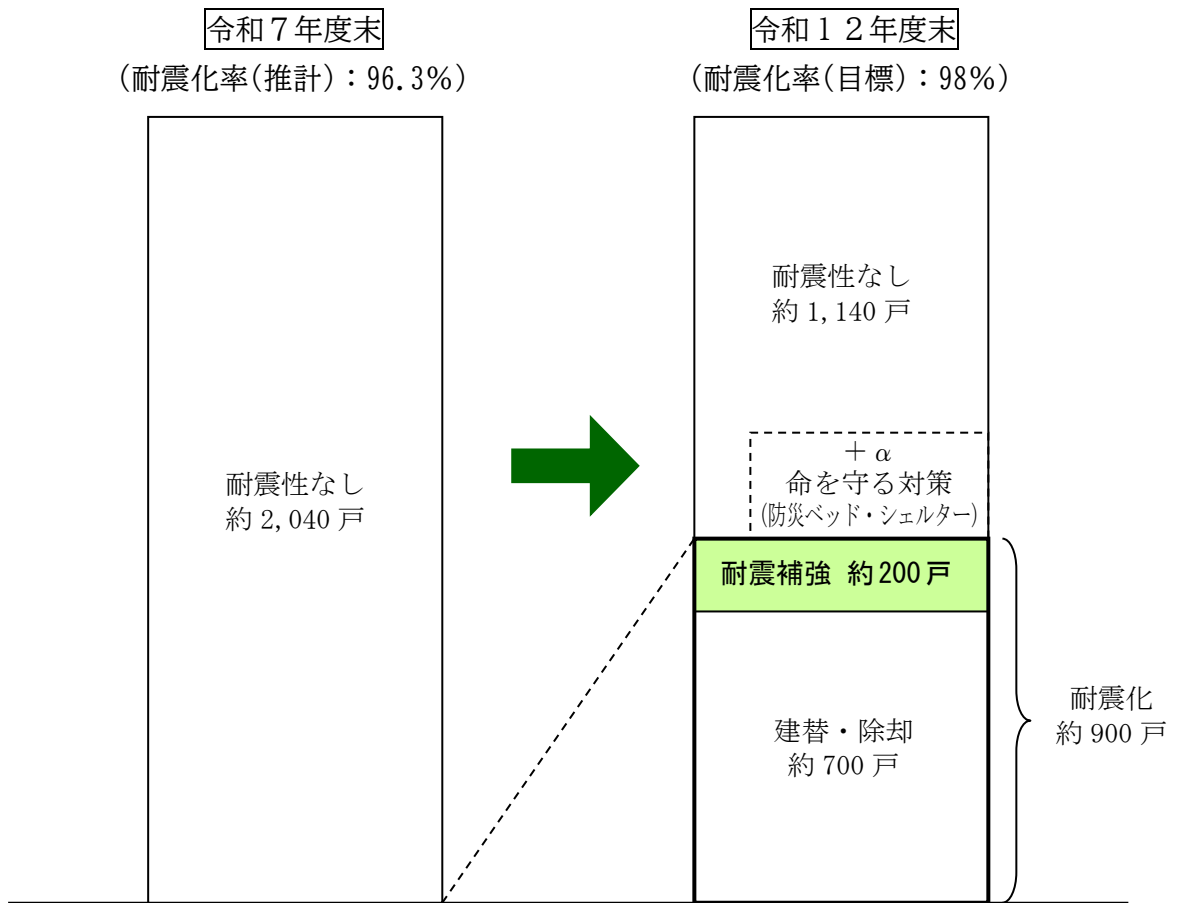 令和７年度末
(耐震化率(推計)：96.3%)
令和１２年度末
(耐震化率(目標)：98%)
耐震性なし
約 2,040 戸
耐震性なし
約 1,140 戸
＋α
命を守る対策
(防災ベッド・シェルター)
耐震補強 約200戸
建替・除却
約 700 戸
耐震化
約 900 戸